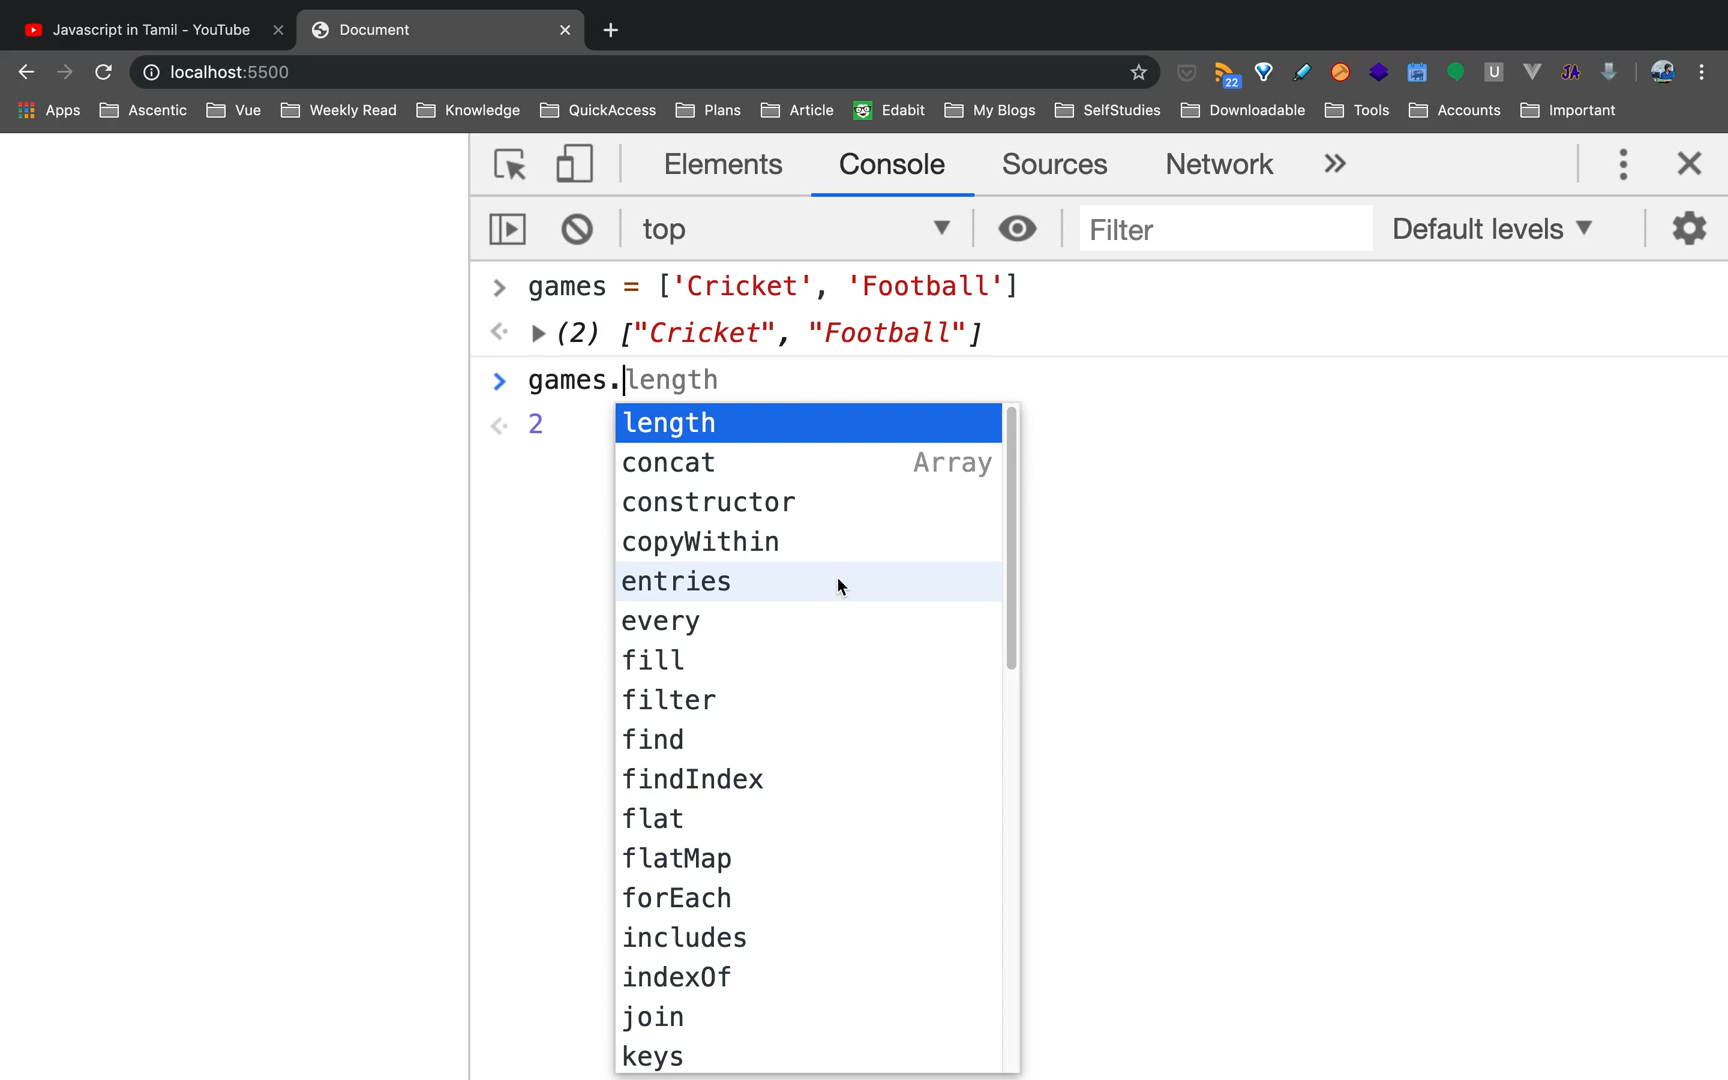 Javascript in Tamil - YouTube
Document
localhost:5500
22
U
JA
Apps Ascentic Vue Weekly Read Knowledge QuickAccess Plans Article Edabit My Blogs SelfStudies Downloadable Tools Accounts Important
Elements Console Sources Network
top Filter Default levels
games = ['Cricket', 'Football']
(2) ["Cricket", "Football"]
games.length
2
length
concat Array
constructor
copyWithin
entries
every
fill
filter
find
findIndex
flat
flatMap
forEach
includes
indexOf
join
keys